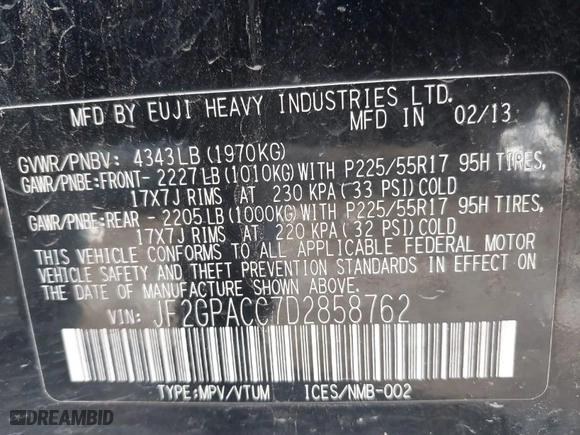 MFD BY FUJI HEAVY INDUSTRIES LTD.
MFD IN 02/13
GVWR/PNBV: 4343LB(1970KG)
GAWR/PNBE:FRONT- 2227LB(1010KG)WITH P225/55R17 95H TIRES,
17X7J RIMS AT 230 KPA(33 PSI)COLD
GAWR/PNBE:REAR - 2205LB(1000KG)WITH P225/55R17 95H TIRES,
17X7J RIMS AT 220 KPA(32 PSI)COLD
THIS VEHICLE CONFORMS TO ALL APPLICABLE FEDERAL MOTOR
VEHICLE SAFETY AND THEFT PREVENTION STANDARDS IN EFFECT
ON THE DATE OF MANUFACTURE SHOWN ABOVE.
VIN: JF2GPACC7D2858762
TYPE:MPV/VTUM ICES/NMB-002
DREAMBID